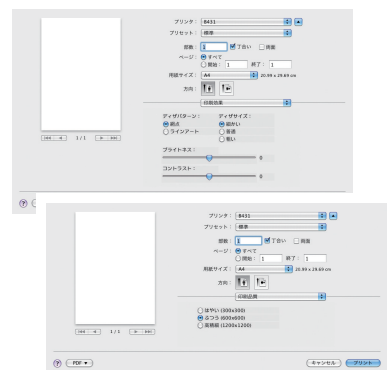 プリンタ： B431
プリセット： 標準
部数： 1 丁合い 両面
ページ： すべて
開始： 1 終了： 1
用紙サイズ： A4 20.99 x 29.69 cm
方向：
印刷効果
ディザパターン： ディザサイズ：
網点 細かい
ラインアート 普通
粗い
ブライトネス：
0
コントラスト：
0
1 / 1
?
プリンタ： B431
プリセット： 標準
部数： 1 丁合い 両面
ページ： すべて
開始： 1 終了： 1
用紙サイズ： A4 20.99 x 29.69 cm
方向：
印刷品質
はやい (300x300)
ふつう (600x600)
高精細 (1200x1200)
1 / 1
? PDF キャンセル プリント